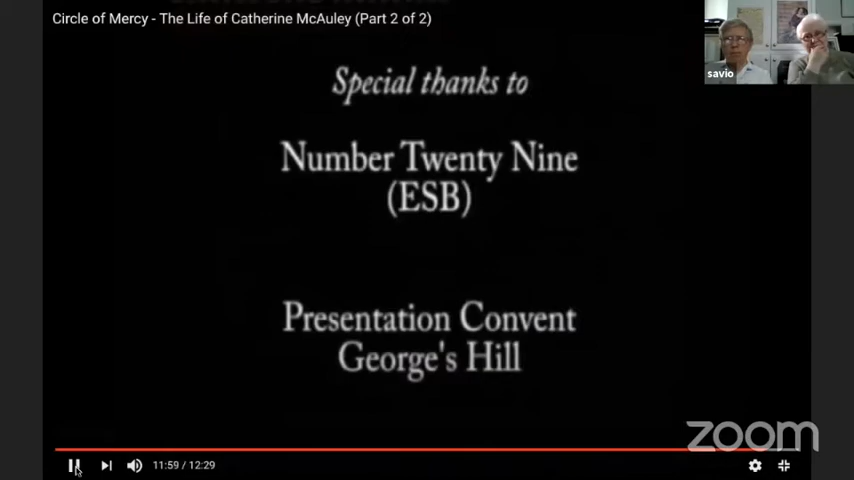 Circle of Mercy - The Life of Catherine McAuley (Part 2 of 2)
savio
Special thanks to
Number Twenty Nine
(ESB)
Presentation Convent
George's Hill
zoom
11:59 / 12:29